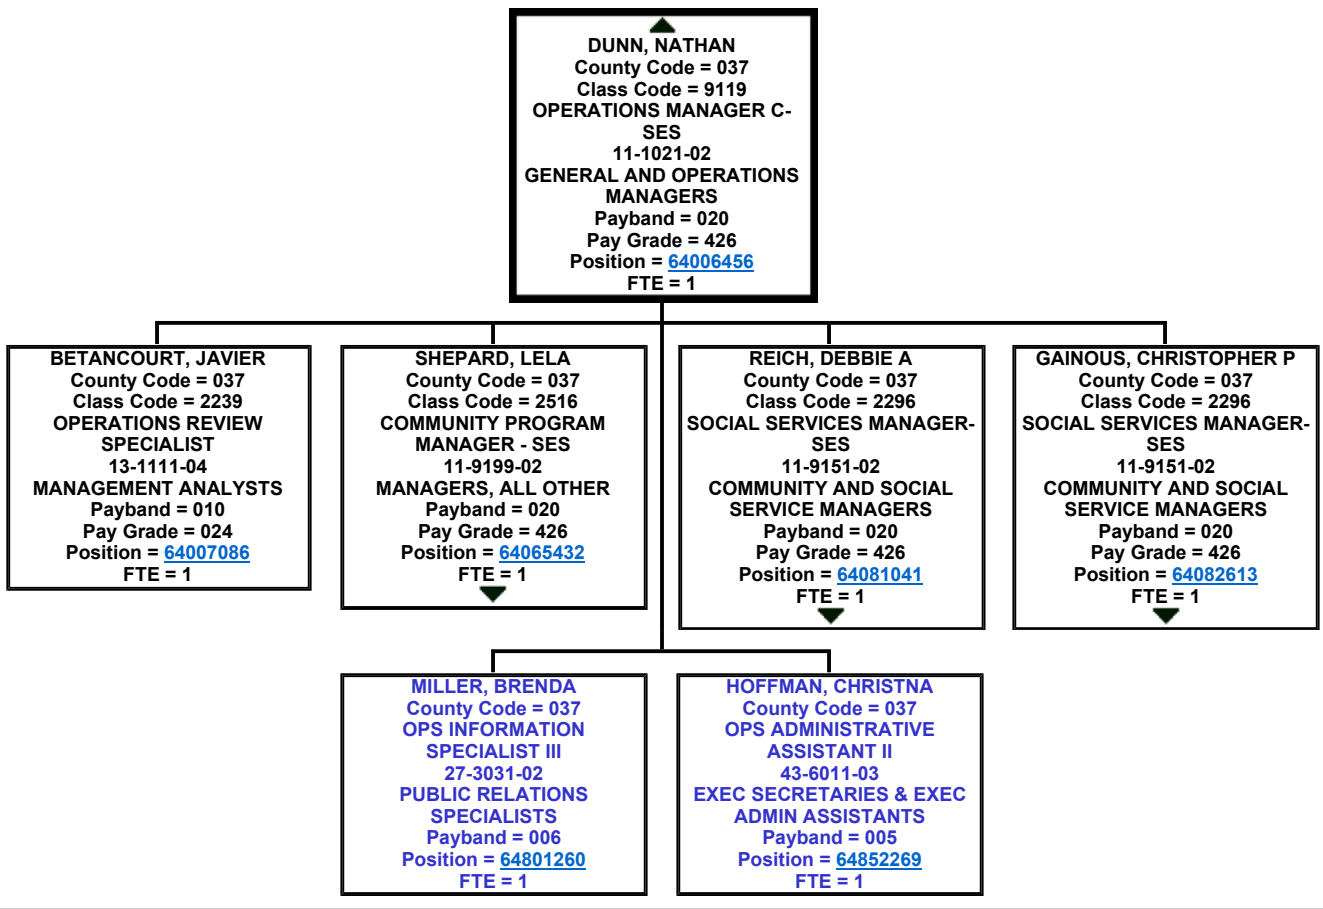 DUNN, NATHAN
County Code = 037
Class Code = 9119
OPERATIONS MANAGER C-
SES
11-1021-02
GENERAL AND OPERATIONS
MANAGERS
Payband = 020
Pay Grade = 426
Position = 64006456
FTE = 1
BETANCOURT, JAVIER
County Code = 037
Class Code = 2239
OPERATIONS REVIEW
SPECIALIST
13-1111-04
MANAGEMENT ANALYSTS
Payband = 010
Pay Grade = 024
Position = 64007086
FTE = 1
SHEPARD, LELA
County Code = 037
Class Code = 2516
COMMUNITY PROGRAM
MANAGER - SES
11-9199-02
MANAGERS, ALL OTHER
Payband = 020
Pay Grade = 426
Position = 64065432
FTE = 1
REICH, DEBBIE A
County Code = 037
Class Code = 2296
SOCIAL SERVICES MANAGER-
SES
11-9151-02
COMMUNITY AND SOCIAL
SERVICE MANAGERS
Payband = 020
Pay Grade = 426
Position = 64081041
FTE = 1
GAINOUS, CHRISTOPHER P
County Code = 037
Class Code = 2296
SOCIAL SERVICES MANAGER-
SES
11-9151-02
COMMUNITY AND SOCIAL
SERVICE MANAGERS
Payband = 020
Pay Grade = 426
Position = 64082613
FTE = 1
MILLER, BRENDA
County Code = 037
OPS INFORMATION
SPECIALIST III
27-3031-02
PUBLIC RELATIONS
SPECIALISTS
Payband = 006
Position = 64801260
FTE = 1
HOFFMAN, CHRISTNA
County Code = 037
OPS ADMINISTRATIVE
ASSISTANT II
43-6011-03
EXEC SECRETARIES & EXEC
ADMIN ASSISTANTS
Payband = 005
Position = 64852269
FTE = 1